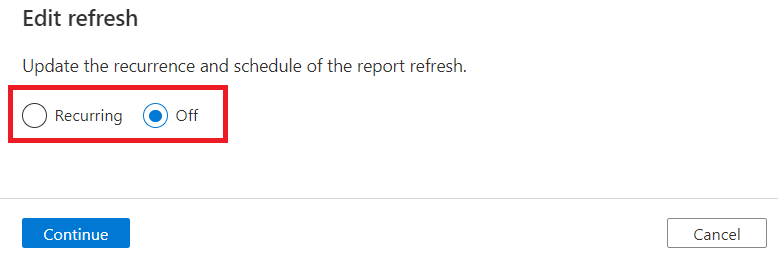 Edit refresh
Update the recurrence and schedule of the report refresh.
Recurring Off
Continue Cancel